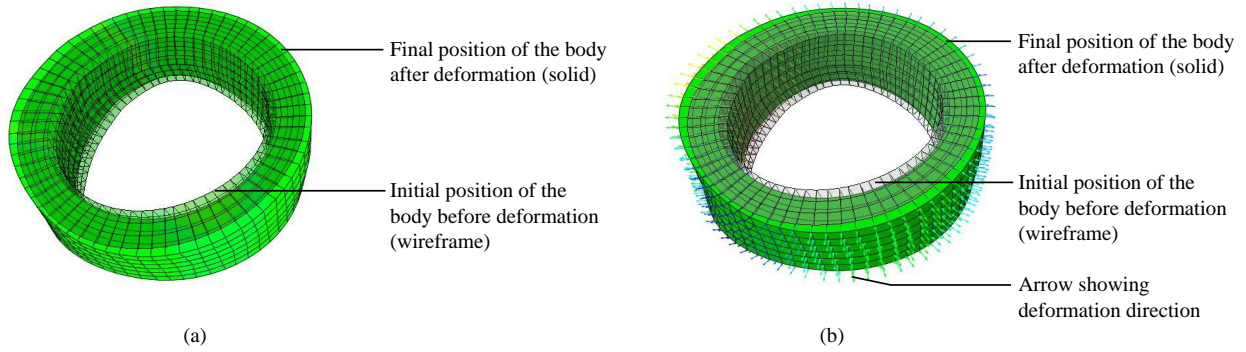 Final position of the body
after deformation (solid)
Initial position of the
body before deformation
(wireframe)
(a)
Final position of the body
after deformation (solid)
Initial position of the
body before deformation
(wireframe)
Arrow showing
deformation direction
(b)